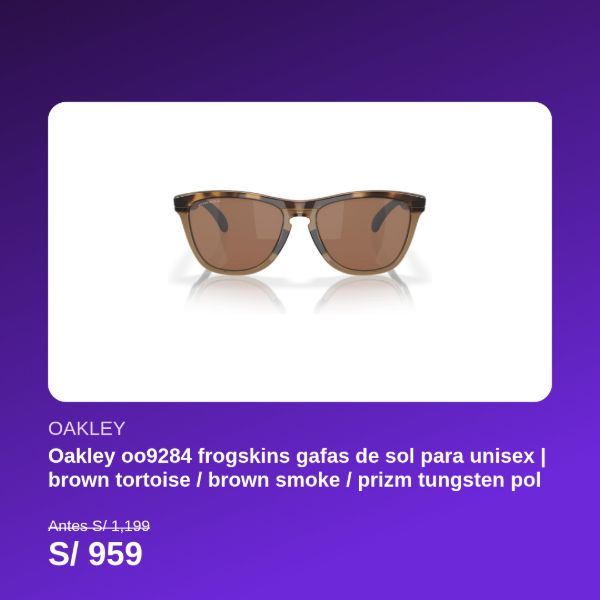 OAKLEY
Oakley oo9284 frogskins gafas de sol para unisex |
brown tortoise / brown smoke / prizm tungsten pol
Antes S/ 1,199
S/ 959